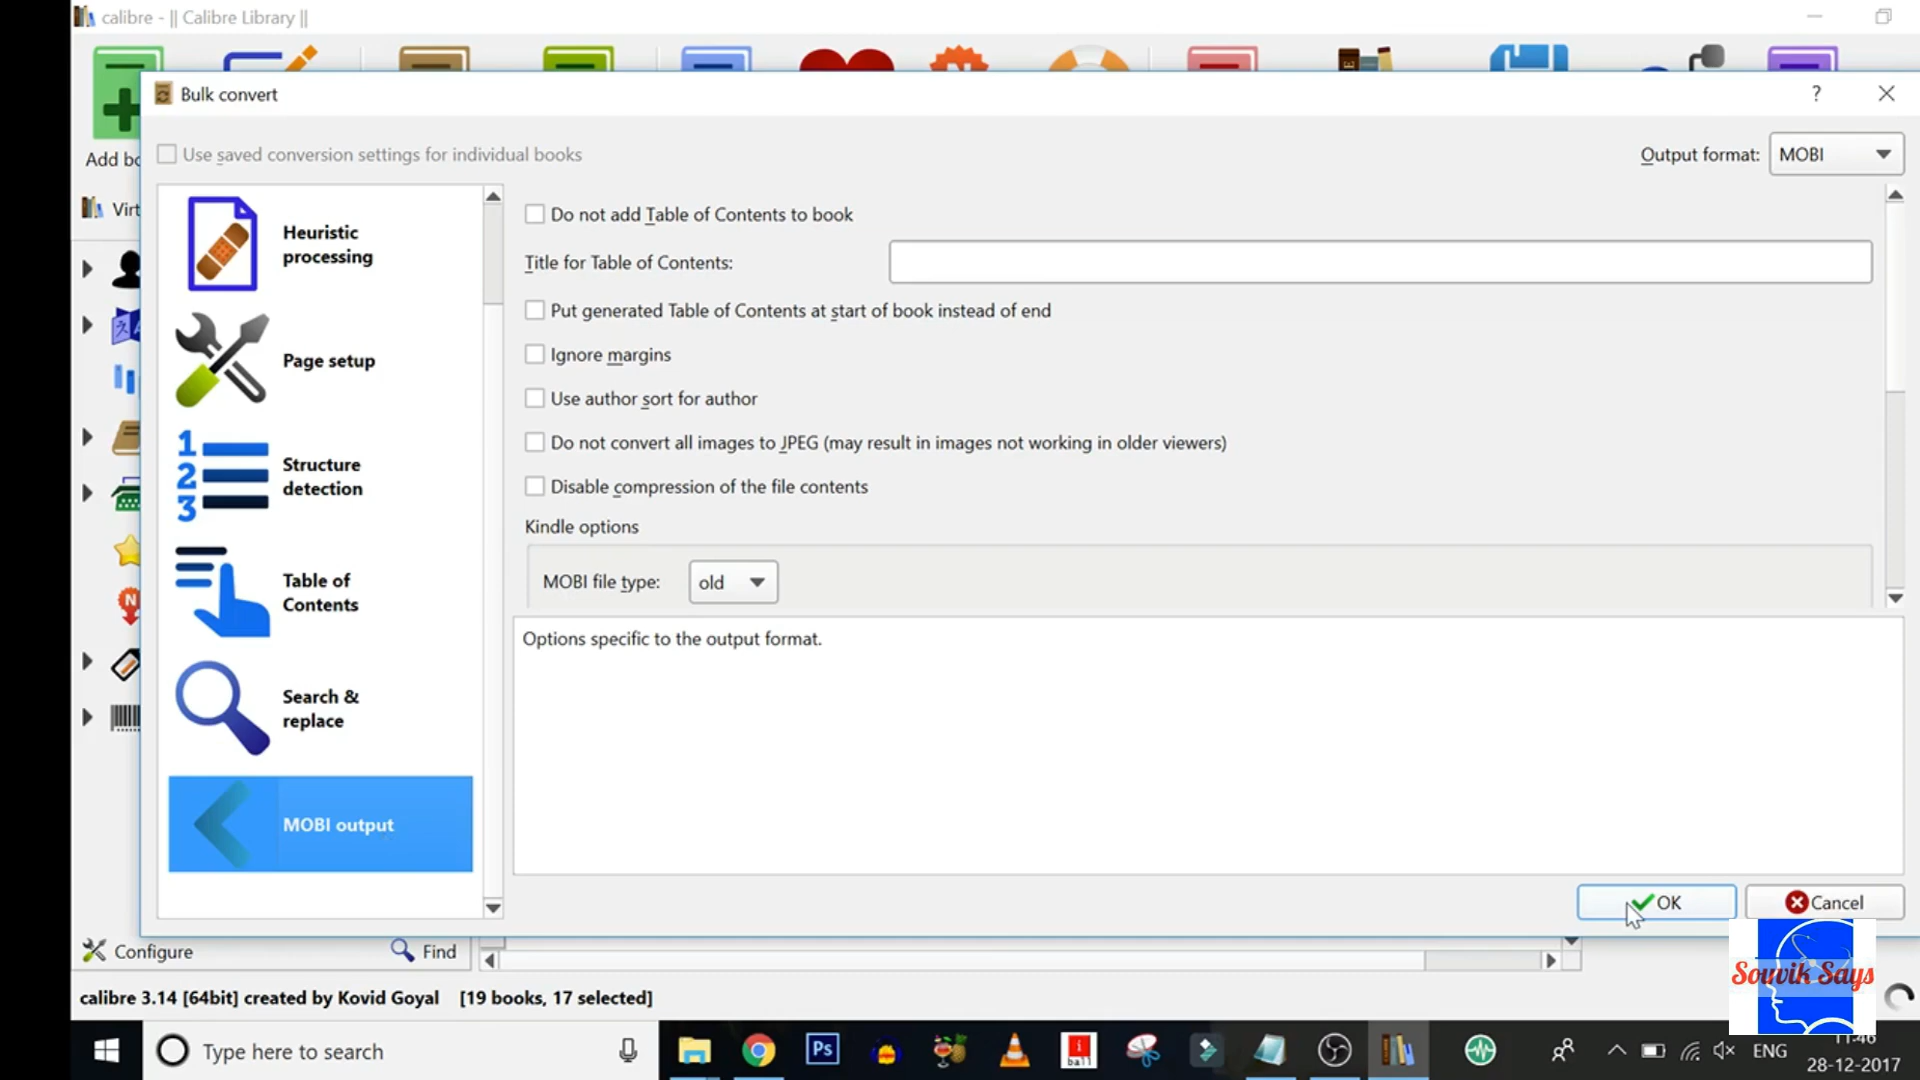 calibre - || Calibre Library ||
Bulk convert
?
Add bo
Use saved conversion settings for individual books
Output format: MOBI
Virt
Heuristic
processing
Page setup
1
2
3
Structure
detection
Table of
Contents
Search &
replace
MOBI output
Do not add Table of Contents to book
Title for Table of Contents:
Put generated Table of Contents at start of book instead of end
Ignore margins
Use author sort for author
Do not convert all images to JPEG (may result in images not working in older viewers)
Disable compression of the file contents
Kindle options
MOBI file type: old
Options specific to the output format.
OK
Cancel
N
Configure
Find
Souvik Says
calibre 3.14 [64bit] created by Kovid Goyal [19 books, 17 selected]
Type here to search
Ps
i
ball
ENG
11:46
28-12-2017